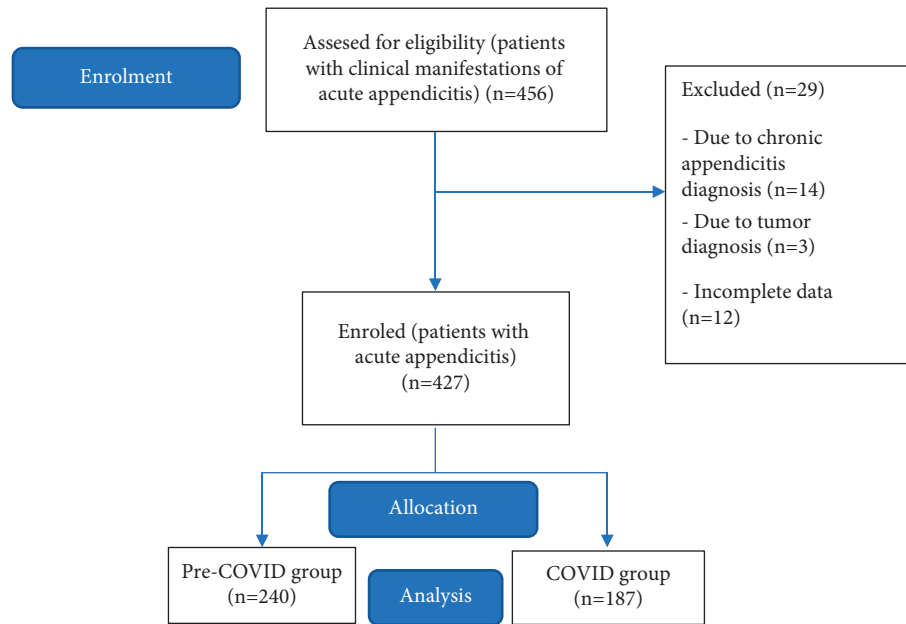 Enrolment
Assesed for eligibility (patients
with clinical manifestations of
acute appendicitis) (n=456)
Excluded (n=29)
- Due to chronic
appendicitis
diagnosis (n=14)
- Due to tumor
diagnosis (n=3)
- Incomplete data
(n=12)
Enroled (patients with
acute appendicitis)
(n=427)
Allocation
Pre-COVID group
(n=240)
Analysis
COVID group
(n=187)